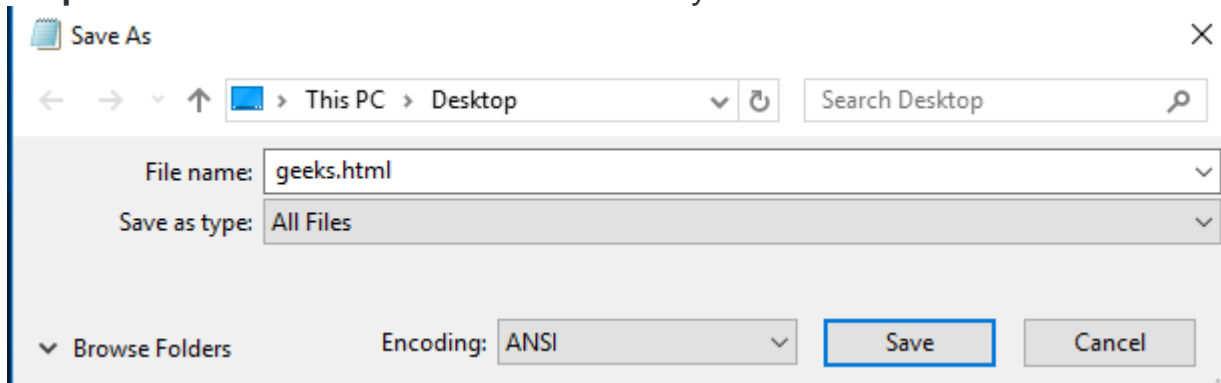 Save As
This PC > Desktop
Search Desktop
File name: geeks.html
Save as type: All Files
Browse Folders
Encoding: ANSI
Save
Cancel